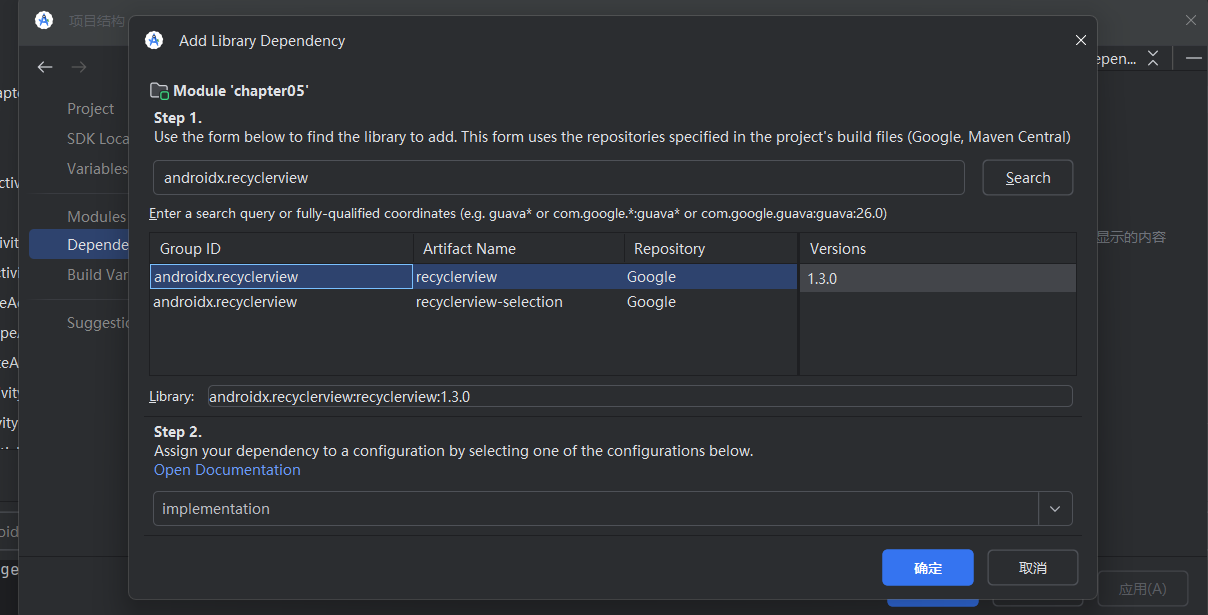 项目结构
Add Library Dependency
epen...
Module 'chapter05'
Project
Step 1.
SDK Loca
Use the form below to find the library to add. This form uses the repositories specified in the project's build files (Google, Maven Central)
Variables
androidx.recyclerview
Search
Enter a search query or fully-qualified coordinates (e.g. guava* or com.google.*:guava* or com.google.guava:guava:26.0)
Modules
Depende
Group ID Artifact Name Repository Versions
显示的内容
androidx.recyclerview recyclerview Google 1.3.0
Build Var
androidx.recyclerview recyclerview-selection Google
Suggestio
Library: androidx.recyclerview:recyclerview:1.3.0
Step 2.
Assign your dependency to a configuration by selecting one of the configurations below.
Open Documentation
implementation
确定
取消
应用(A)